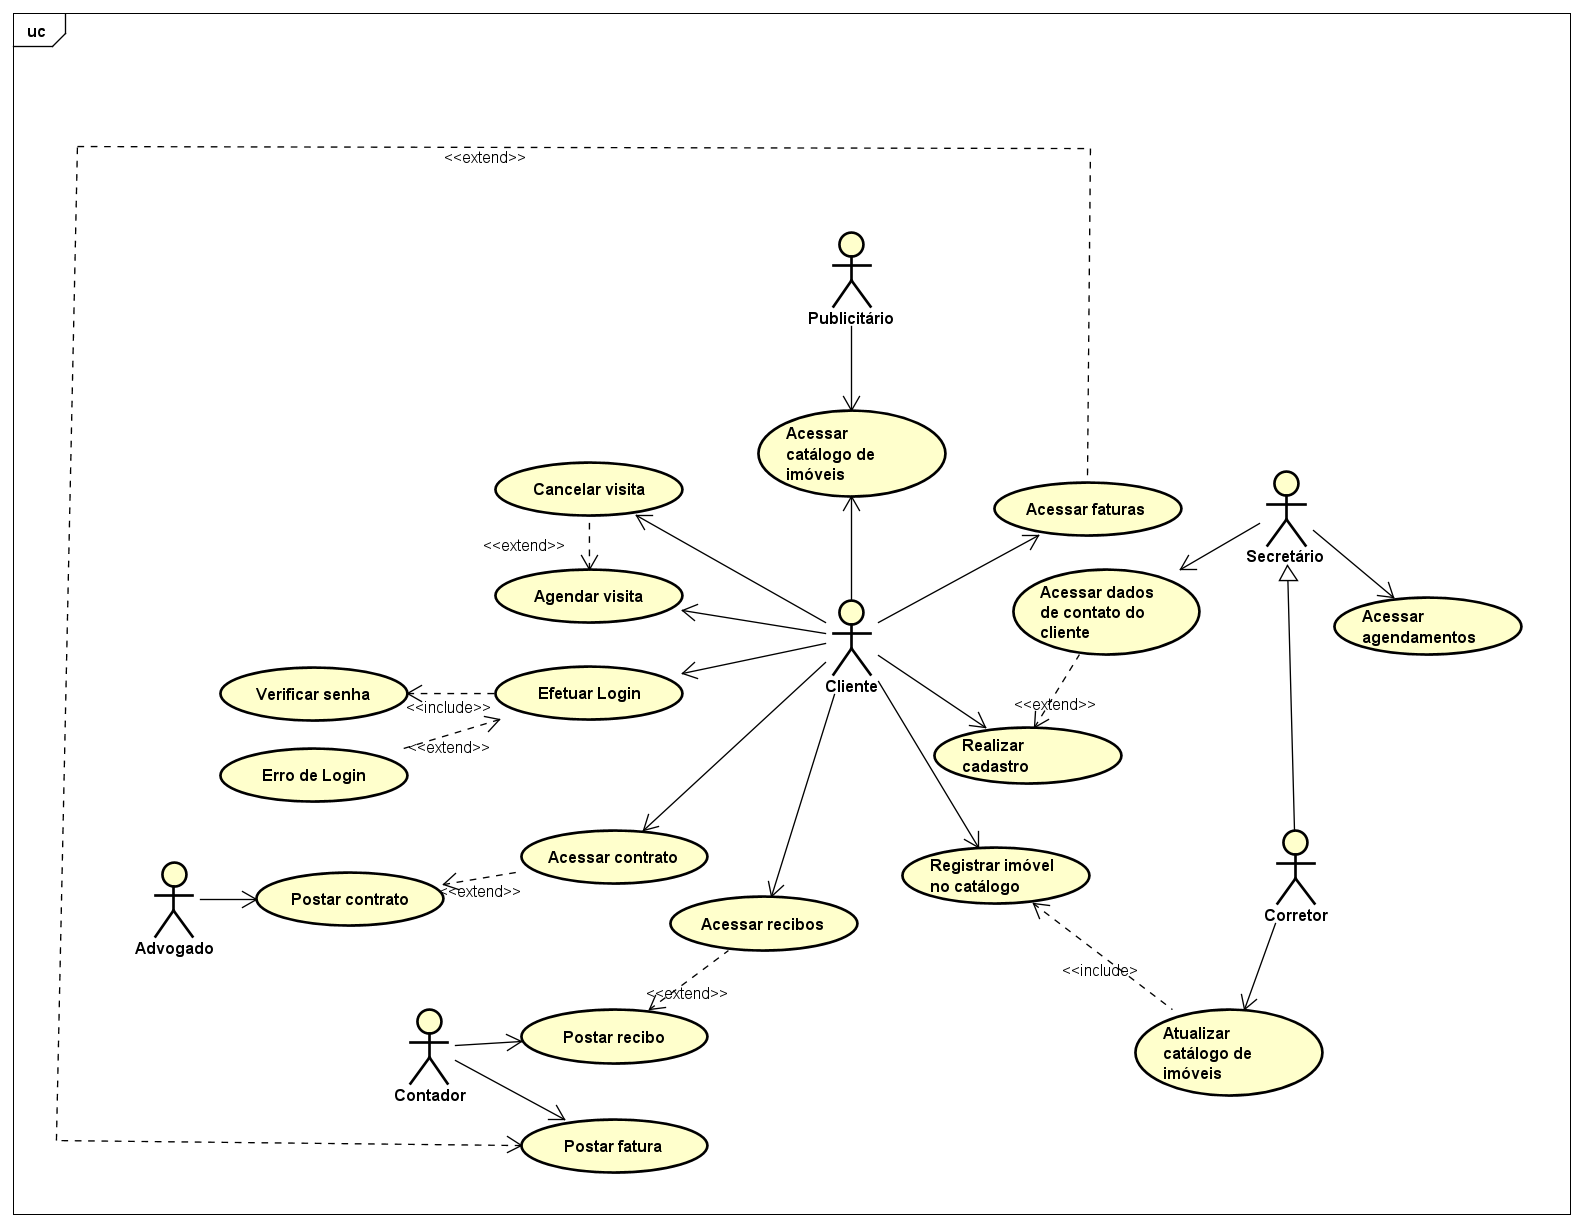 uc
<<extend>>
Publicitário
Acessar
catálogo de
imóveis
Cancelar visita
Acessar faturas
<<extend>>
Secretário
Agendar visita
Acessar dados
de contato do
cliente
Acessar
agendamentos
Cliente
Verificar senha
Efetuar Login
<<include>>
<<extend>>
Realizar
cadastro
<<extend>>
Erro de Login
Acessar contrato
Registrar imóvel
no catálogo
<<extend>>
Postar contrato
Corretor
Acessar recibos
Advogado
<<include>
<<extend>>
Postar recibo
Atualizar
catálogo de
imóveis
Contador
Postar fatura